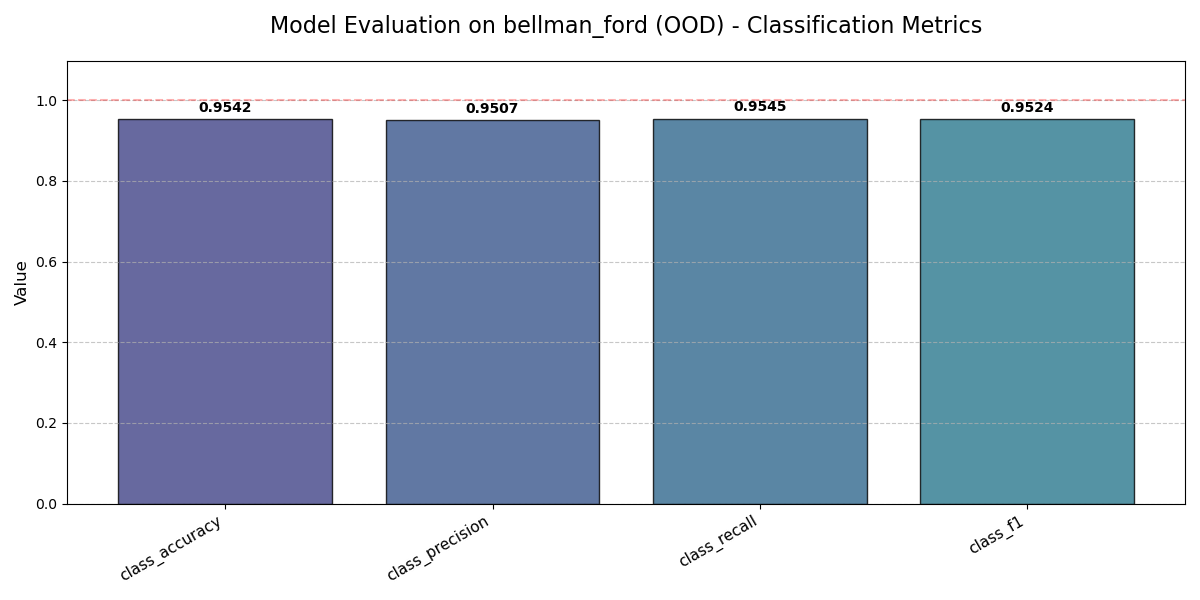 Model Evaluation on bellman_ford (OOD) - Classification Metrics
Value
1.0
0.8
0.6
0.4
0.2
0.0
0.9542
0.9507
0.9545
0.9524
class_accuracy
class_precision
class_recall
class_f1